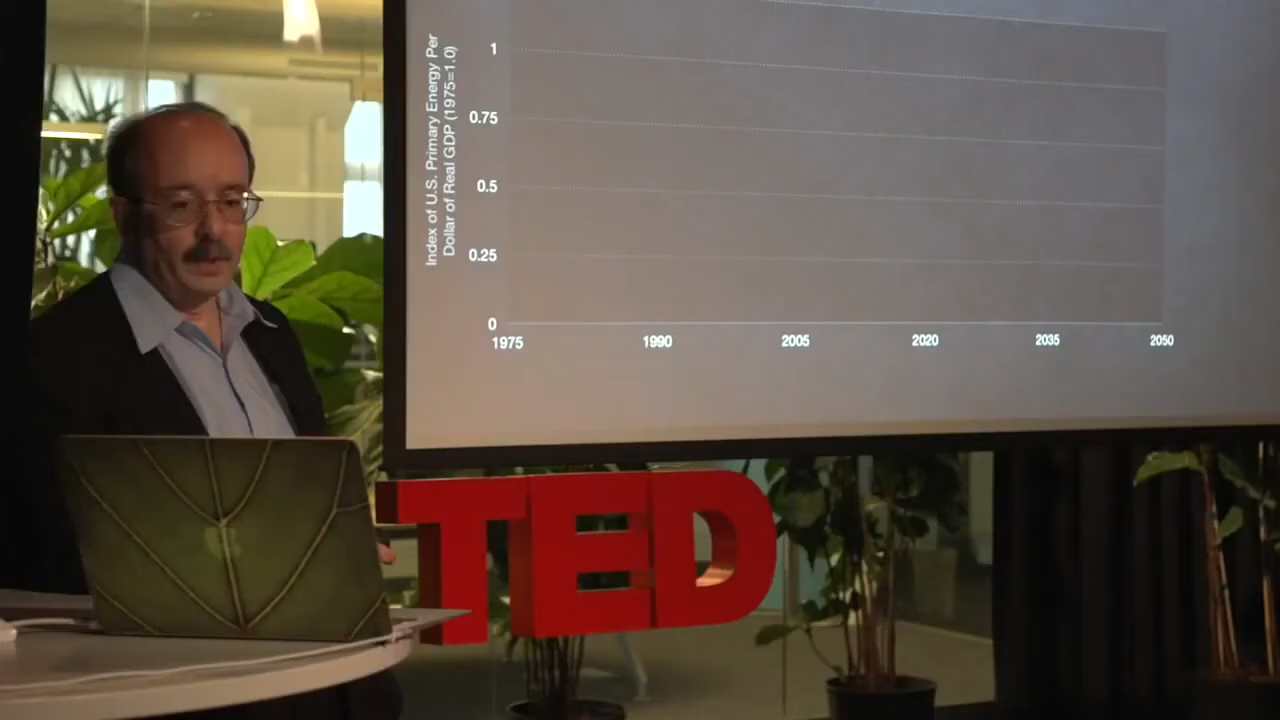 Index of U.S. Primary Energy Per
Dollar of Real GDP (1975=1.0)
1
0.75
0.5
0.25
0
1975 1990 2005 2020 2035 2050
TED